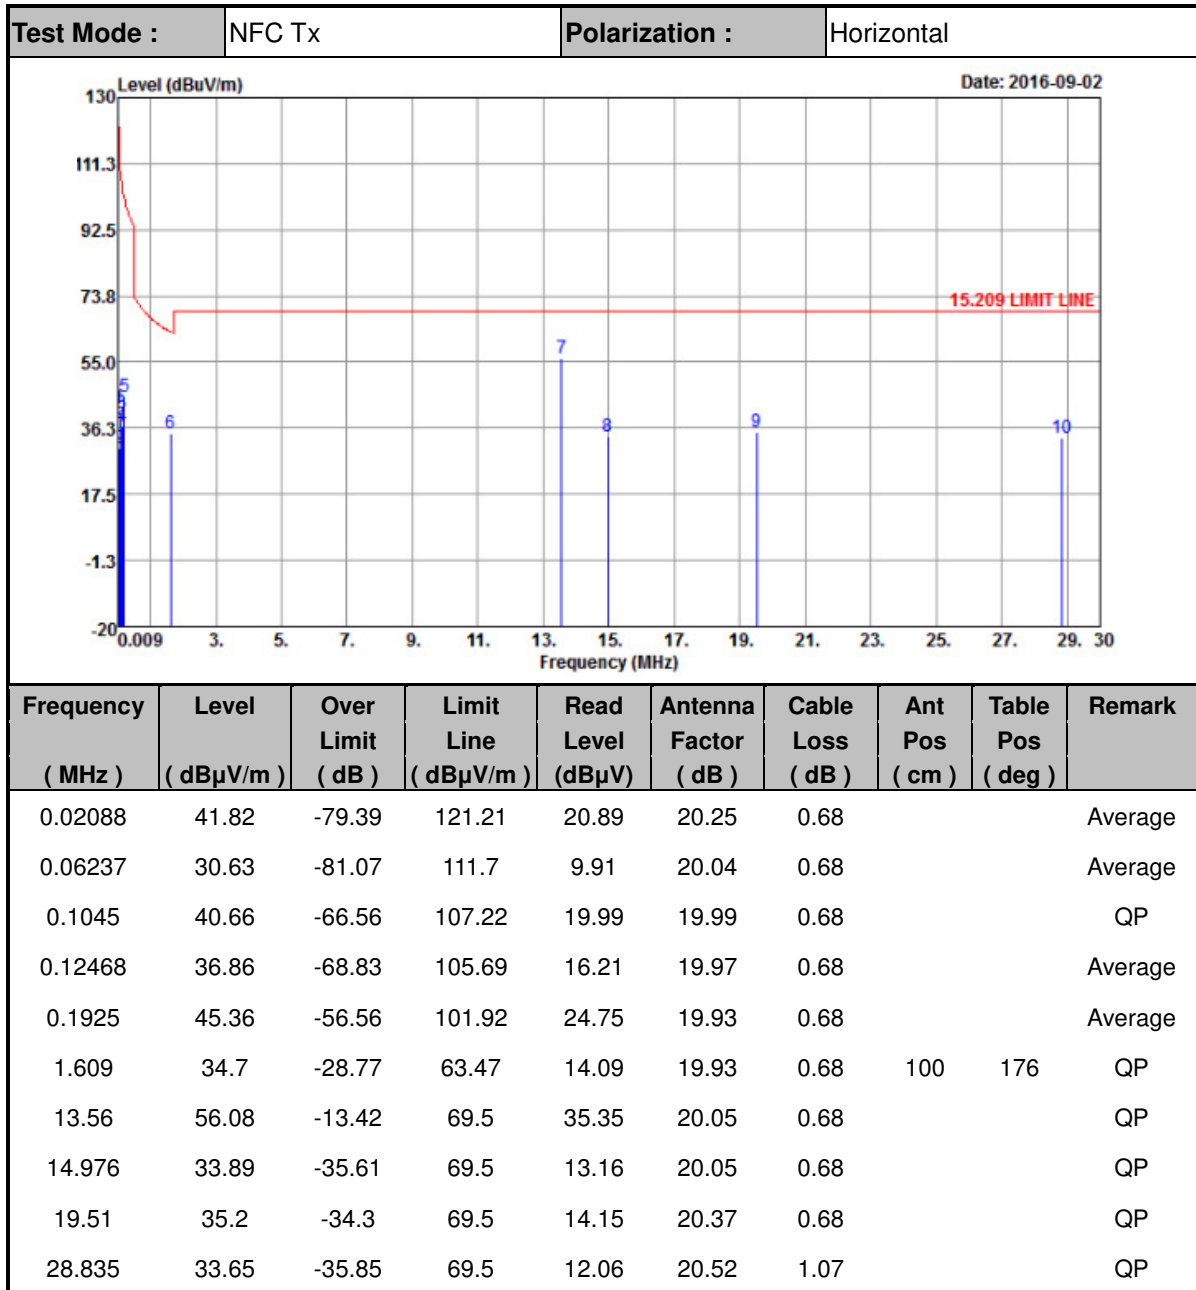 Test Mode : NFC Tx Polarization : Horizontal
Level (dBuV/m) Date: 2016-09-02
130
111.3
92.5
73.8
15.209 LIMIT LINE
7
55.0
5
36.3
6
8
9
10
17.5
-1.3
-20
0.009 3. 5. 7. 9. 11. 13. 15. 17. 19. 21. 23. 25. 27. 29. 30
Frequency (MHz)
Frequency Level Over Limit Read Antenna Cable Ant Table Remark
Limit Line Level Factor Loss Pos Pos
( MHz ) ( dBµV/m ) ( dB ) ( dBµV/m ) (dBµV) ( dB ) ( dB ) ( cm ) ( deg )
0.02088 41.82 -79.39 121.21 20.89 20.25 0.68 Average
0.06237 30.63 -81.07 111.7 9.91 20.04 0.68 Average
0.1045 40.66 -66.56 107.22 19.99 19.99 0.68 QP
0.12468 36.86 -68.83 105.69 16.21 19.97 0.68 Average
0.1925 45.36 -56.56 101.92 24.75 19.93 0.68 Average
1.609 34.7 -28.77 63.47 14.09 19.93 0.68 100 176 QP
13.56 56.08 -13.42 69.5 35.35 20.05 0.68 QP
14.976 33.89 -35.61 69.5 13.16 20.05 0.68 QP
19.51 35.2 -34.3 69.5 14.15 20.37 0.68 QP
28.835 33.65 -35.85 69.5 12.06 20.52 1.07 QP